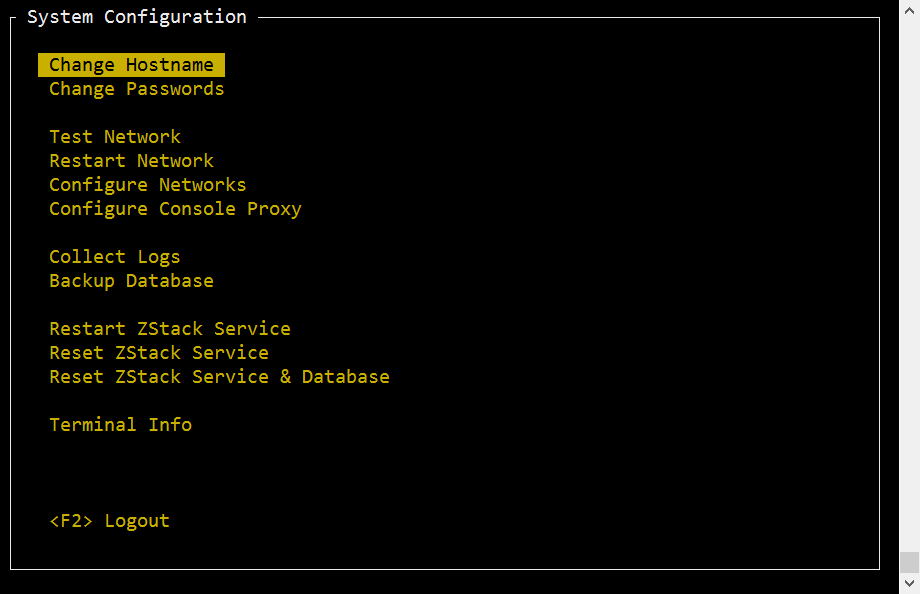 System Configuration
Change Hostname
Change Passwords
Test Network
Restart Network
Configure Networks
Configure Console Proxy
Collect Logs
Backup Database
Restart ZStack Service
Reset ZStack Service
Reset ZStack Service & Database
Terminal Info
<F2> Logout